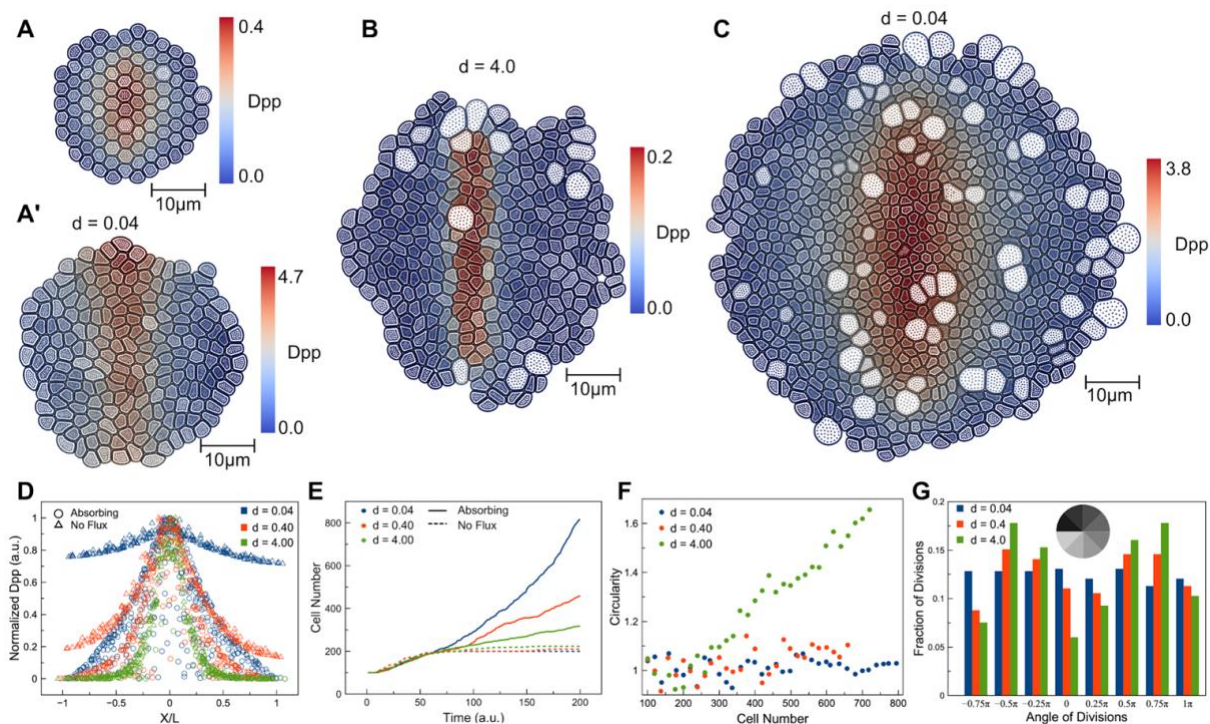 A
0.4
Dpp
0.0
10μm
A'
d = 0.04
4.7
Dpp
0.0
10μm
B
d = 4.0
0.2
Dpp
0.0
10μm
C
d = 0.04
3.8
Dpp
0.0
10μm
D
Normalized Dpp (a.u.)
1
0.8
0.6
0.4
0.2
0
Absorbing
No Flux
d = 0.04
d = 0.40
d = 4.00
-1 -0.5 0 0.5 1
X/L
E
Cell Number
800
600
400
200
0
d = 0.04
d = 0.40
d = 4.00
Absorbing
No Flux
0 50 100 150 200
Time (a.u.)
F
Circularity
1.6
1.4
1.2
1
d = 0.04
d = 0.40
d = 4.00
100 200 300 400 500 600 700 800
Cell Number
G
Fraction of Divisions
0.2
0.15
0.1
0.05
0
d = 0.04
d = 0.4
d = 4.0
−0.75π −0.5π −0.25π 0 0.25π 0.5π 0.75π 1π
Angle of Divisions